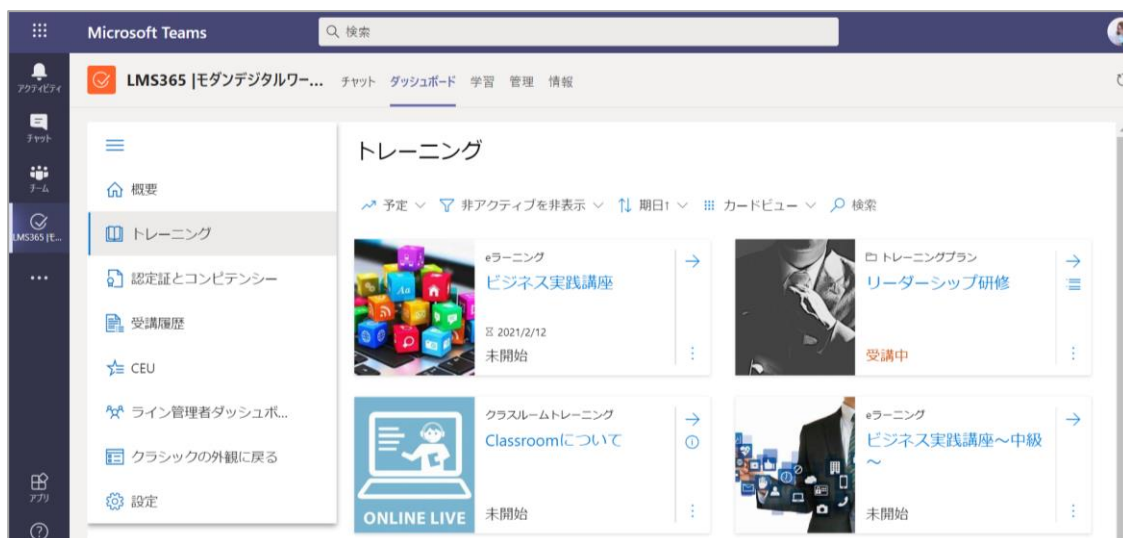 Microsoft Teams
検索
アクティビティ
チャット
チーム
LMS365 |モ...
アプリ
LMS365 |モダンデジタルワー...
チャット
ダッシュボード
学習
管理
情報
概要
トレーニング
認定証とコンピテンシー
受講履歴
CEU
ライン管理者ダッシュボ...
クラシックの外観に戻る
設定
トレーニング
予定
非アクティブを非表示
期日↑
カードビュー
検索
eラーニング
ビジネス実践講座
2021/2/12
未開始
トレーニングプラン
リーダーシップ研修
受講中
クラスルームトレーニング
Classroomについて
未開始
ONLINE LIVE
eラーニング
ビジネス実践講座～中級
～
未開始